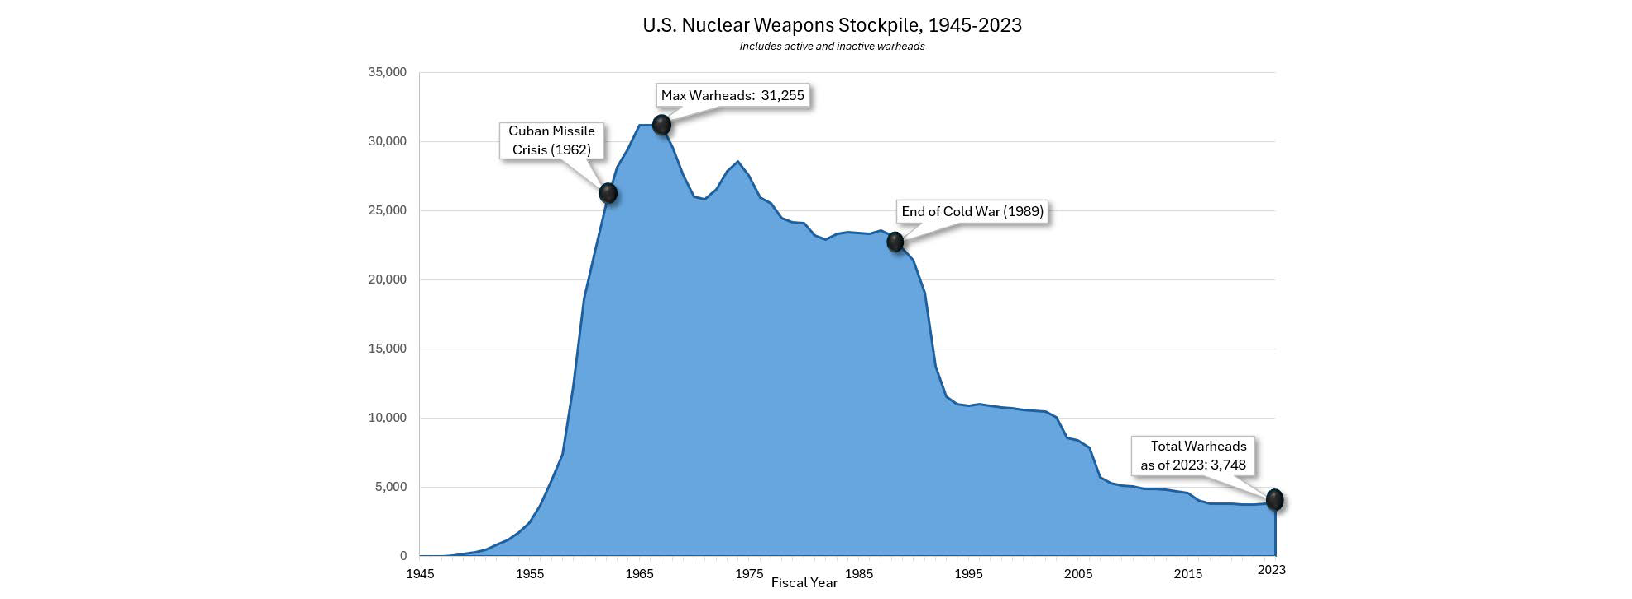 U.S. Nuclear Weapons Stockpile, 1945-2023
Includes active and inactive warheads
35,000
Max Warheads: 31,255
Cuban Missile
Crisis (1962)
30,000
25,000
End of Cold War (1989)
20,000
15,000
10,000
Total Warheads
as of 2023: 3,748
5,000
0
1945
1955
1965
1975
1985
1995
2005
2015
2023
Fiscal Year